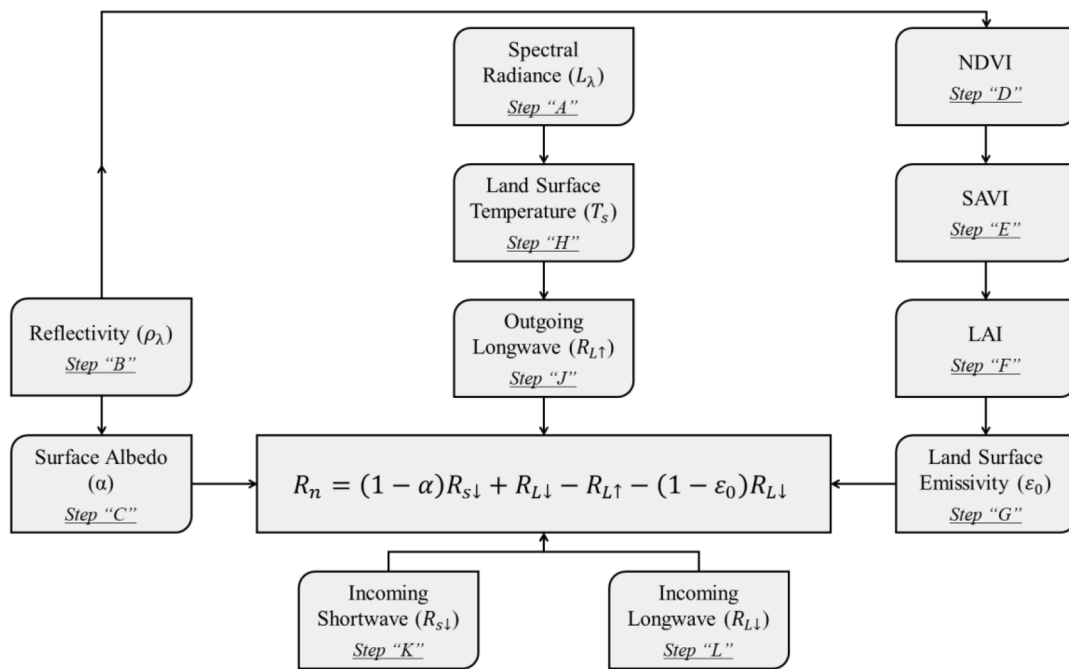 Spectral
Radiance (L_λ)
Step “A”
NDVI
Step “D”
Land Surface
Temperature (T_s)
Step “H”
SAVI
Step “E”
Reflectivity (ρ_λ)
Step “B”
Outgoing
Longwave (R_L↑)
Step “J”
LAI
Step “F”
Surface Albedo
(α)
Step “C”
R_n = (1 − α)R_s↓ + R_L↓ − R_L↑ − (1 − ε_0)R_L↓
Land Surface
Emissivity (ε_0)
Step “G”
Incoming
Shortwave (R_s↓)
Step “K”
Incoming
Longwave (R_L↓)
Step “L”